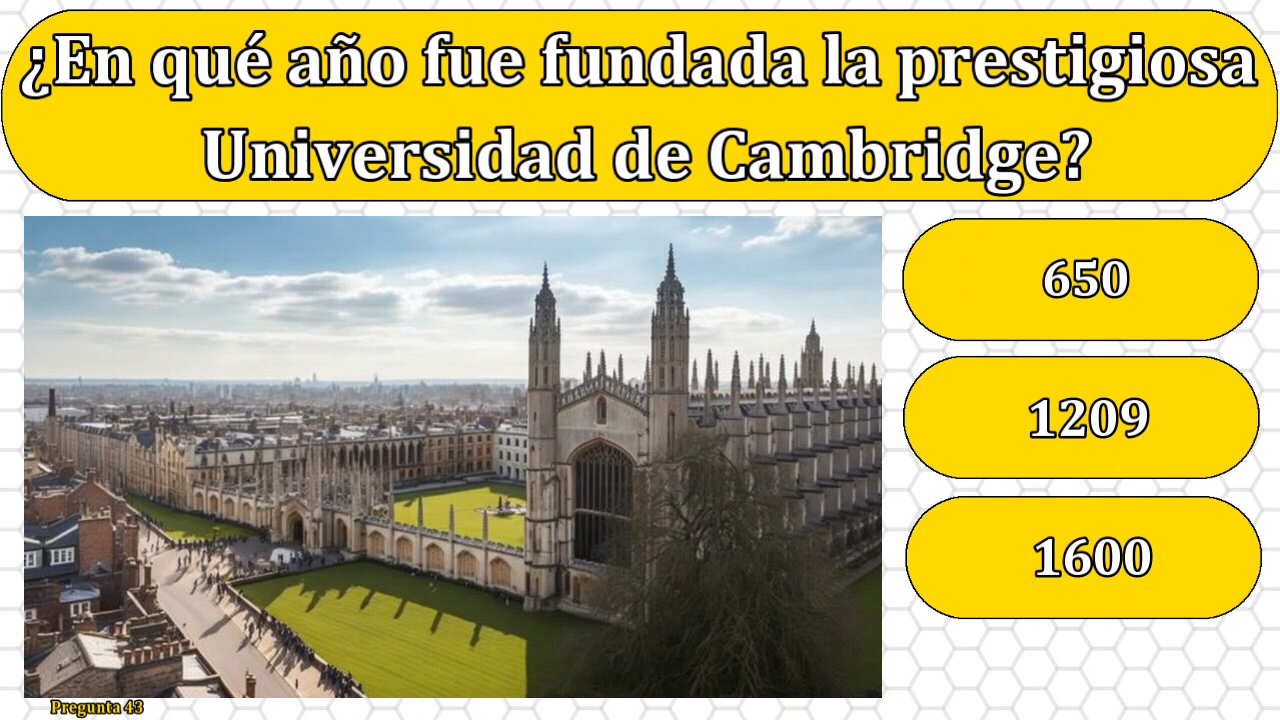 ¿En qué año fue fundada la prestigiosa
Universidad de Cambridge?
650
1209
1600
Pregunta 43